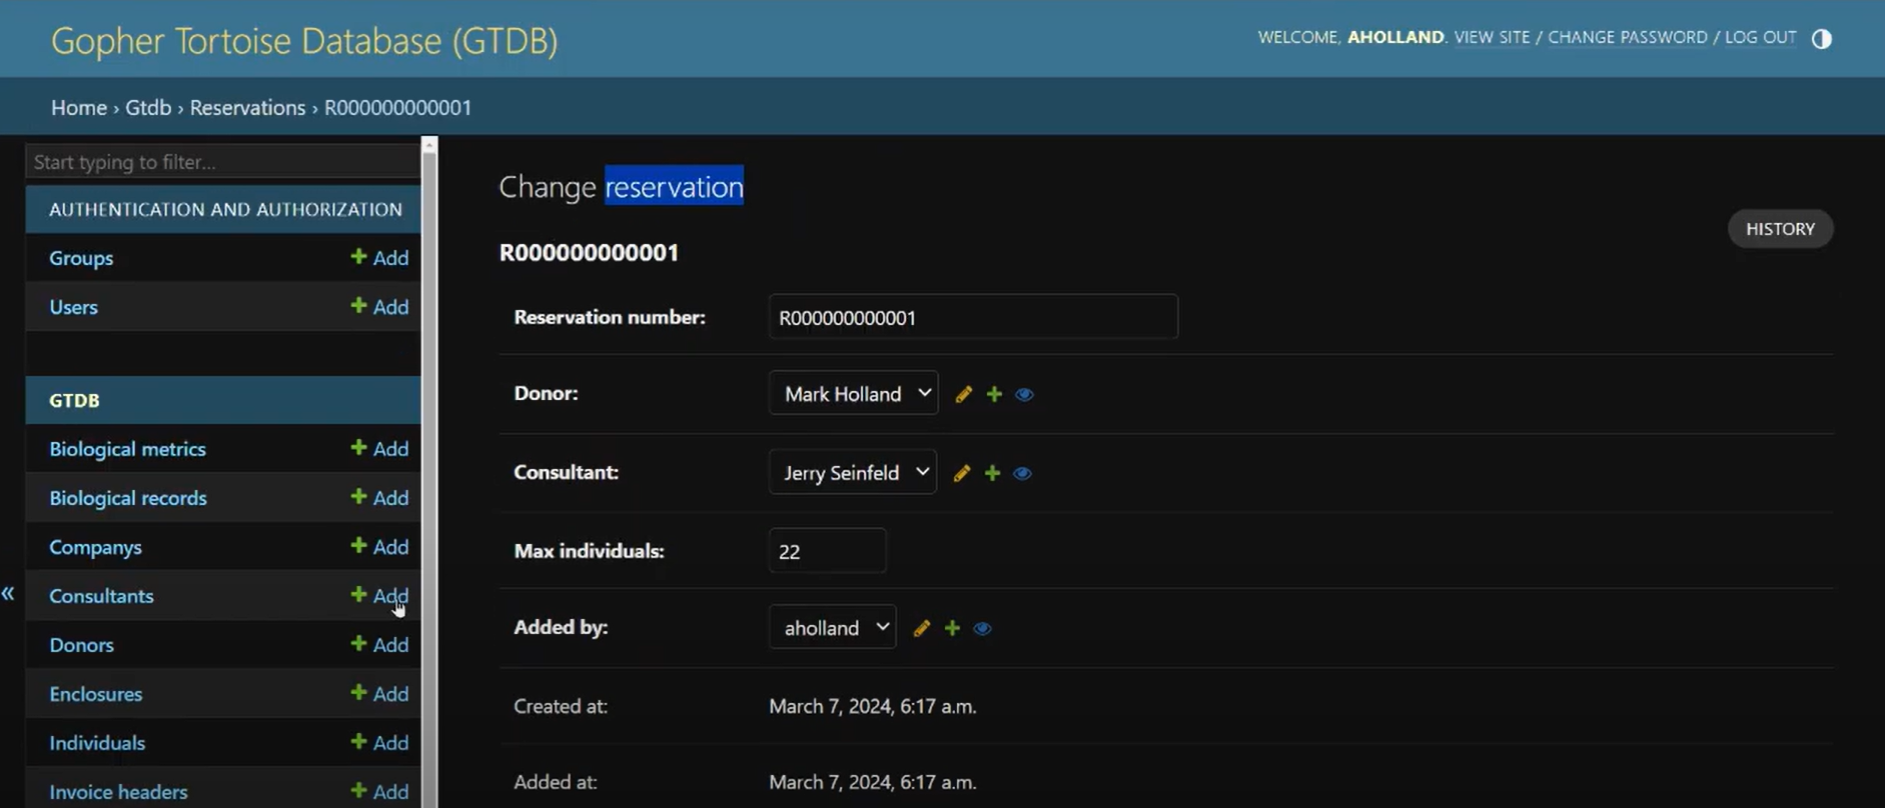 Gopher Tortoise Database (GTDB)
WELCOME, AHOLLAND. VIEW SITE / CHANGE PASSWORD / LOG OUT
Home › Gtdb › Reservations › R000000000001
Start typing to filter...
AUTHENTICATION AND AUTHORIZATION
Groups + Add
Users + Add
GTDB
Biological metrics + Add
Biological records + Add
Companys + Add
«
Consultants + Add
Donors + Add
Enclosures + Add
Individuals + Add
Invoice headers + Add
Change reservation
HISTORY
R000000000001
Reservation number: R000000000001
Donor: Mark Holland
Consultant: Jerry Seinfeld
Max individuals: 22
Added by: aholland
Created at: March 7, 2024, 6:17 a.m.
Added at: March 7, 2024, 6:17 a.m.